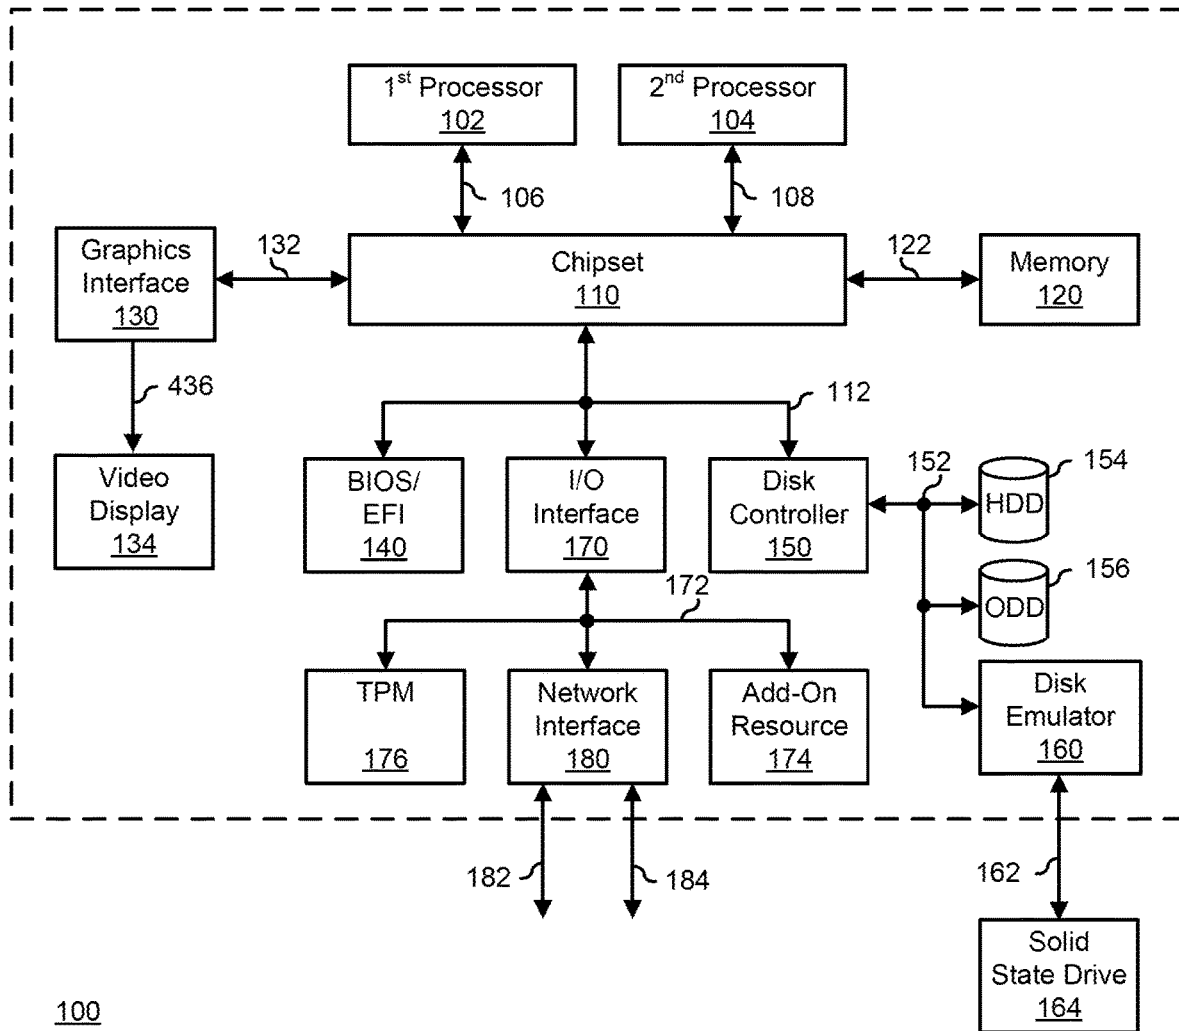 1st Processor
102
2nd Processor
104
106
108
Graphics
Interface
130
132
Chipset
110
122
Memory
120
436
112
Video
Display
134
BIOS/
EFI
140
I/O
Interface
170
Disk
Controller
150
152
HDD
154
ODD
156
172
TPM
176
Network
Interface
180
Add-On
Resource
174
Disk
Emulator
160
182
184
162
Solid
State Drive
164
100